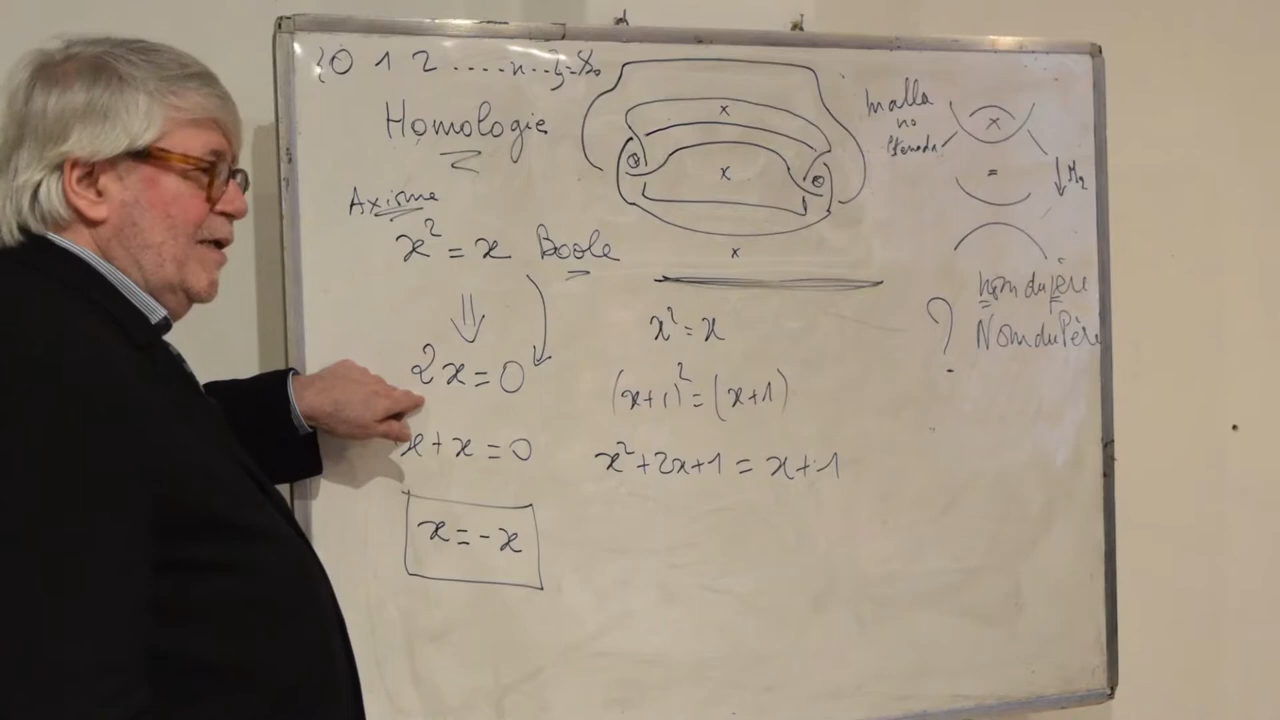 {0 1 2 .....n..}=ℵ₀
Homologie
Axiome
x² = x Boole
⇓
2x=0
x+x=0
x=-x
x
x
x
x²=x
(x+1)²=(x+1)
x²+2x+1=x+1
malla
no
x
=
↓M₂
nom du père
? Nom du Père